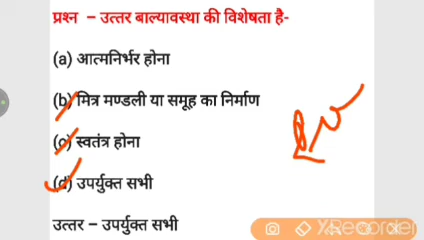 प्रश्न – उत्तर बाल्यावस्था की विशेषता है-
(a) आत्मनिर्भर होना
(b) मित्र मण्डली या समूह का निर्माण
(c) स्वतंत्र होना
(d) उपर्युक्त सभी
उत्तर – उपर्युक्त सभी
XRecorder